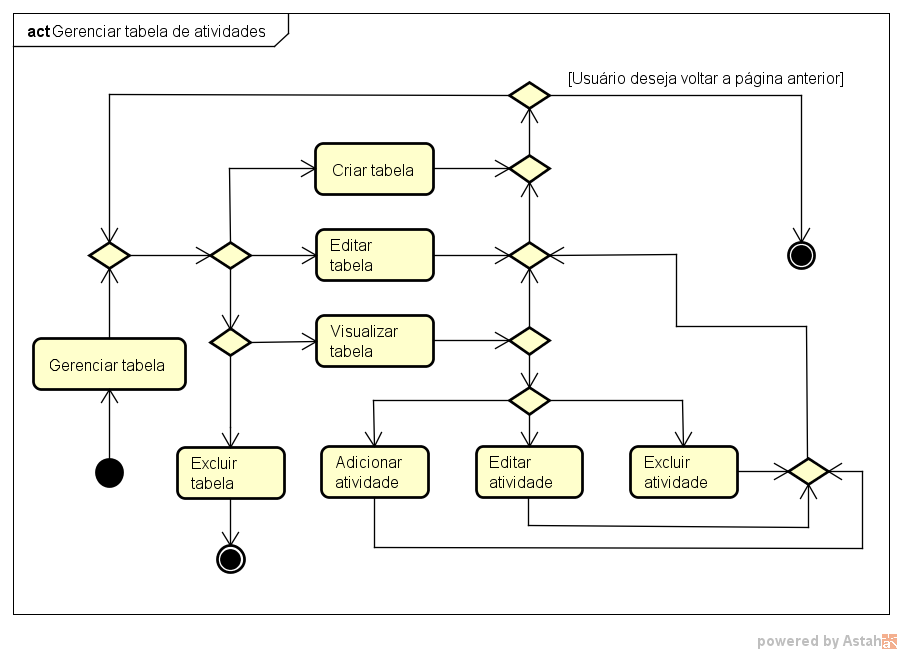 act Gerenciar tabela de atividades
[Usuário deseja voltar a página anterior]
Criar tabela
Editar
tabela
Visualizar
tabela
Gerenciar tabela
Excluir
tabela
Adicionar
atividade
Editar
atividade
Excluir
atividade
powered by Astah